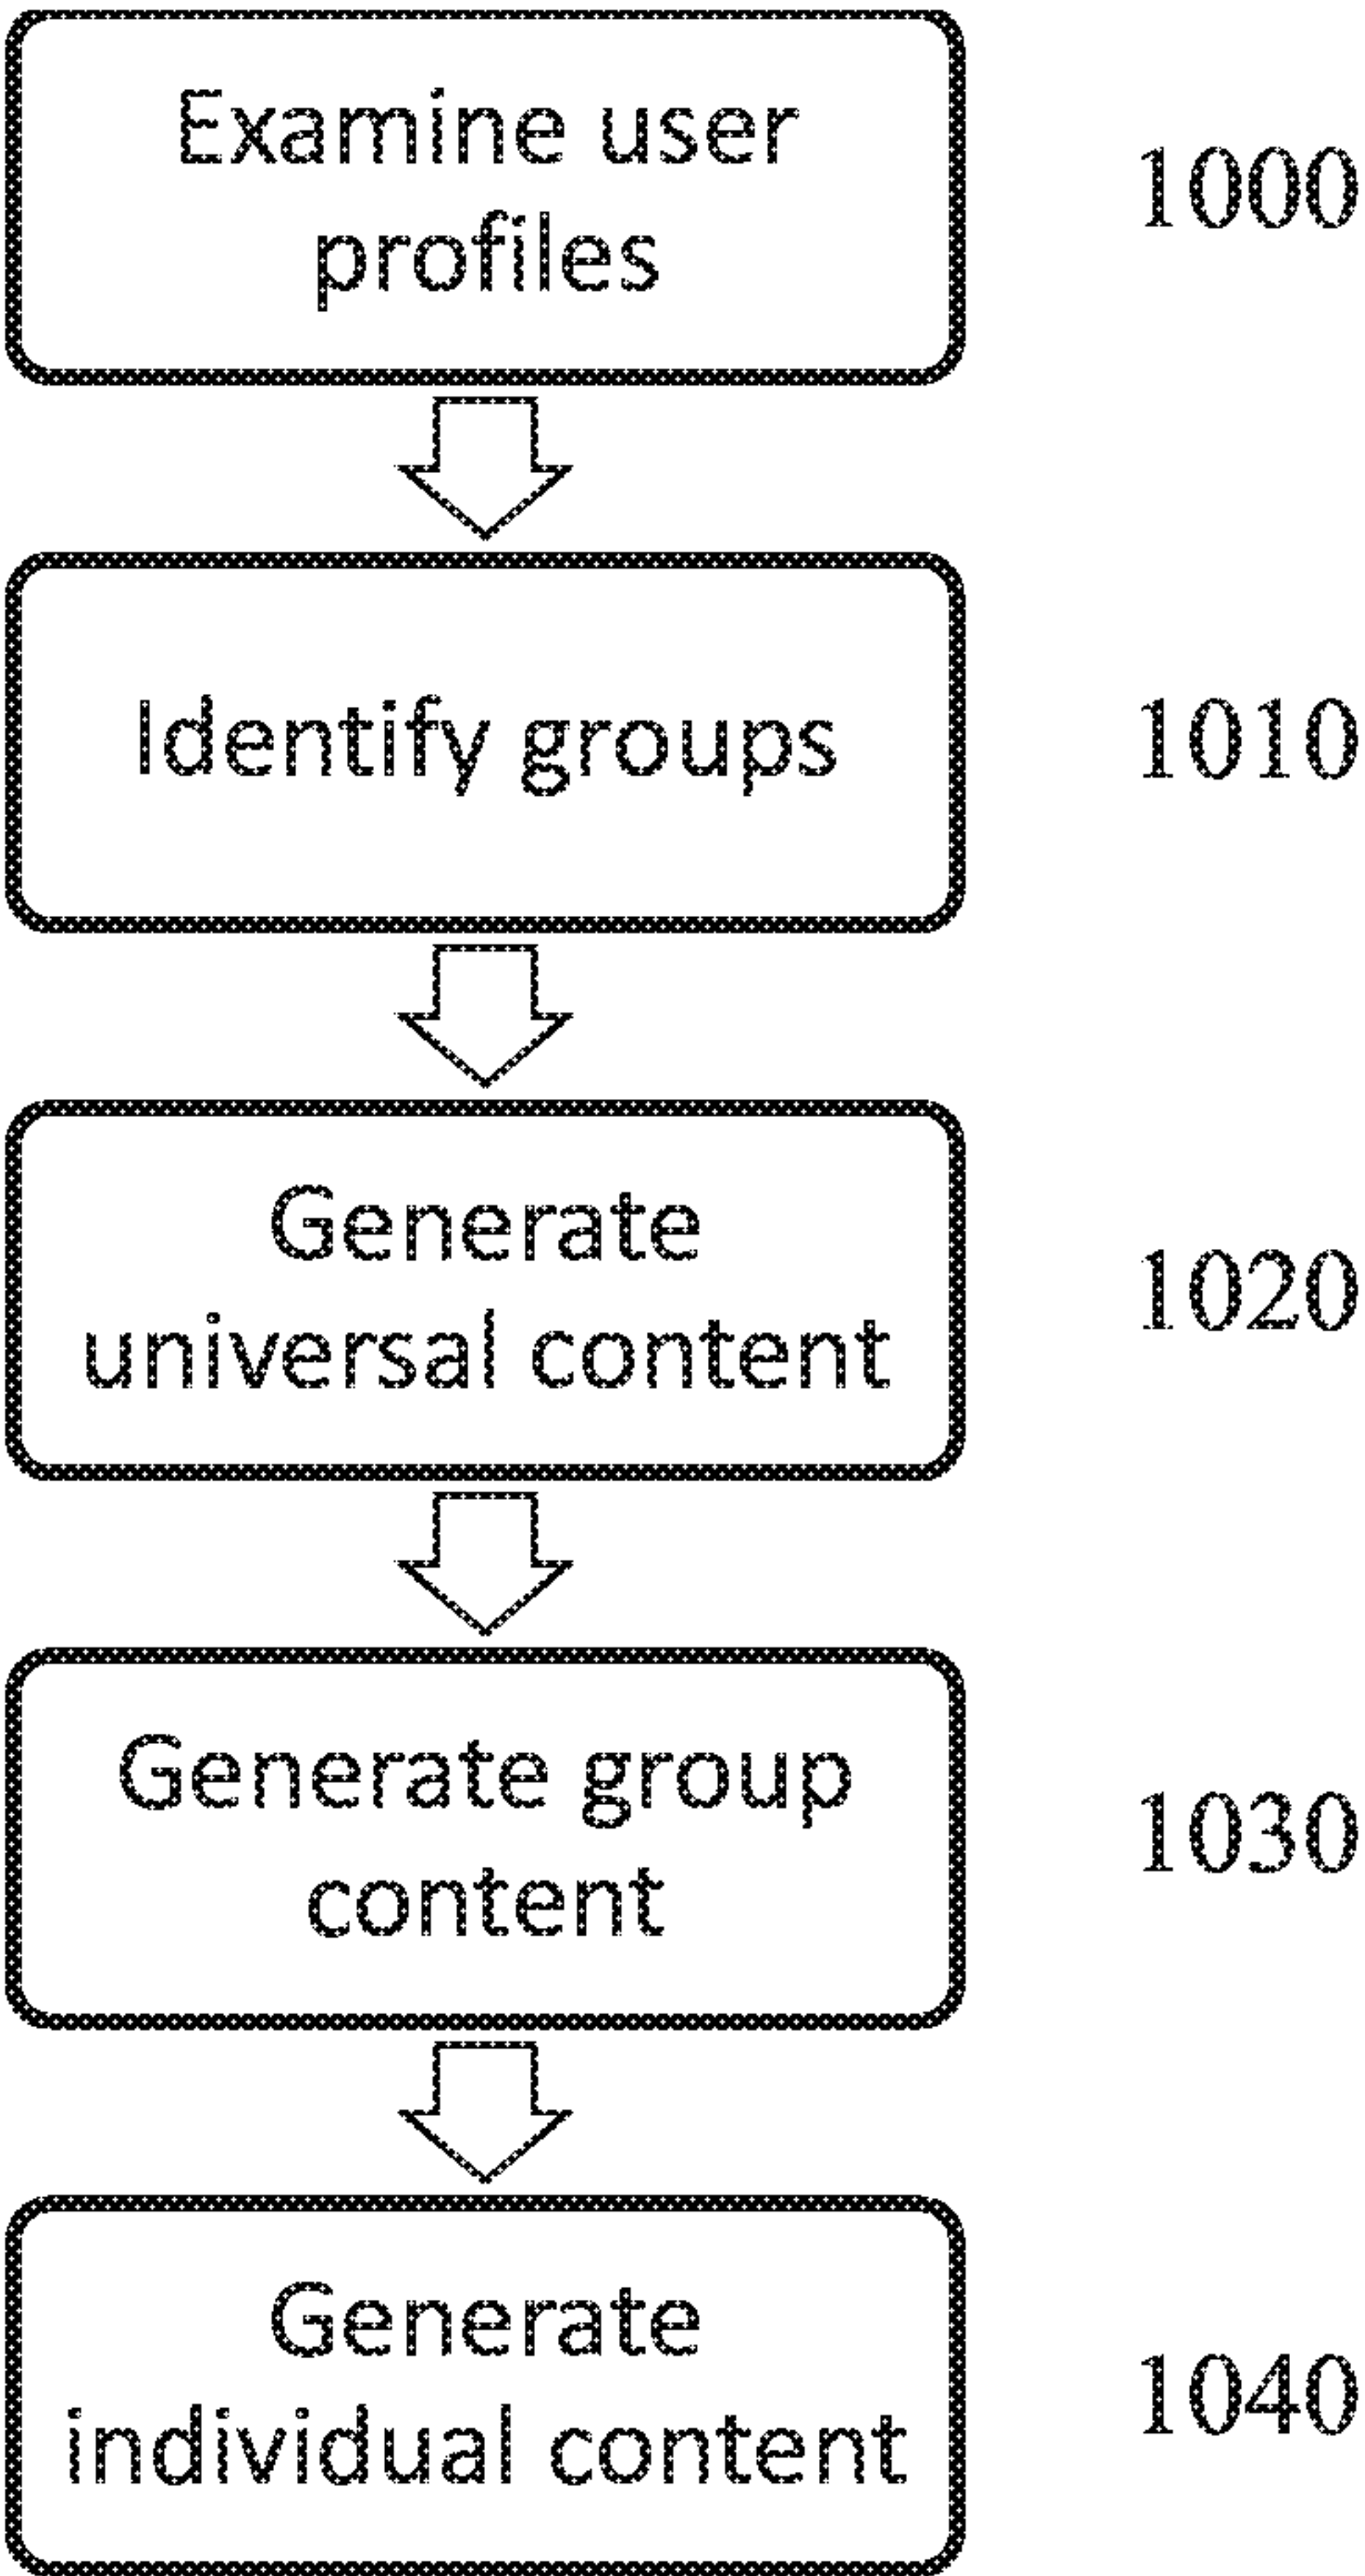 Examine user
profiles
1000
Identify groups
1010
Generate
universal content
1020
Generate group
content
1030
Generate
individual content
1040